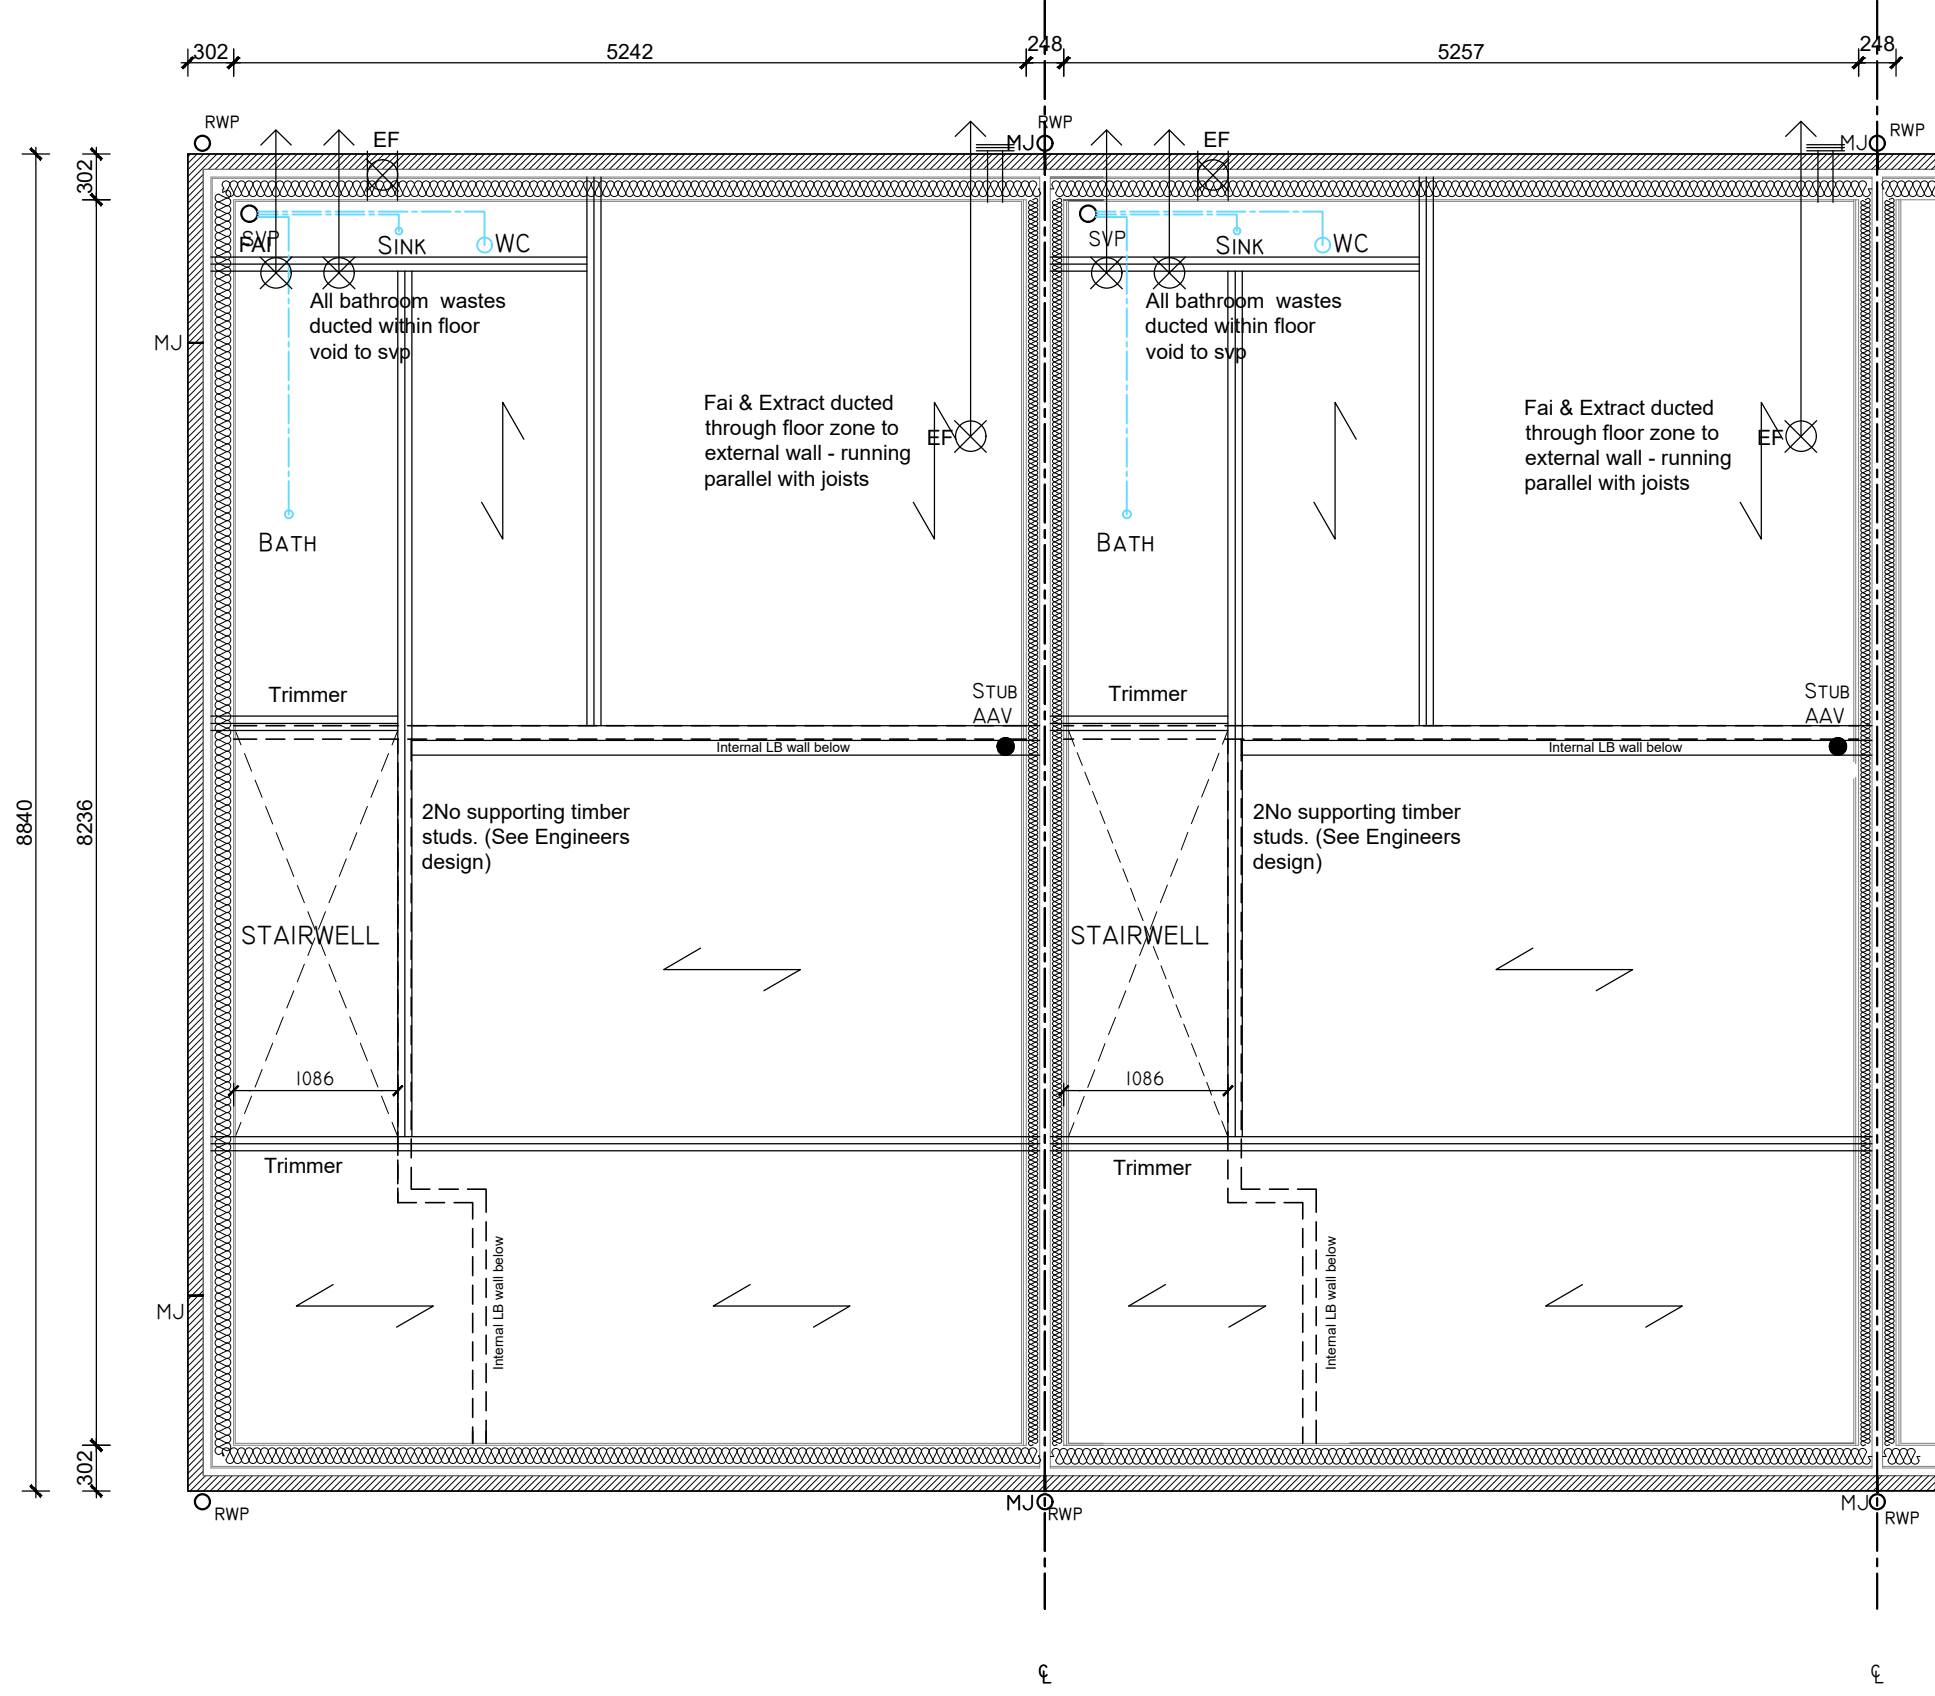 302
5242
248
5257
248
RWP
EF
MJ
RWP
EF
MJ
RWP
302
SVP
FAI
SINK
WC
SVP
SINK
WC
All bathroom wastes
ducted within floor
void to svp
All bathroom wastes
ducted within floor
void to svp
MJ
Fai & Extract ducted
through floor zone to
external wall - running
parallel with joists
EF
Fai & Extract ducted
through floor zone to
external wall - running
parallel with joists
EF
BATH
BATH
Trimmer
STUB
AAV
Trimmer
STUB
AAV
Internal LB wall below
Internal LB wall below
8840
8236
2No supporting timber
studs. (See Engineers
design)
2No supporting timber
studs. (See Engineers
design)
STAIRWELL
STAIRWELL
1086
1086
Trimmer
Trimmer
Internal LB wall below
Internal LB wall below
MJ
302
RWP
MJ
RWP
MJ
RWP
℄
℄